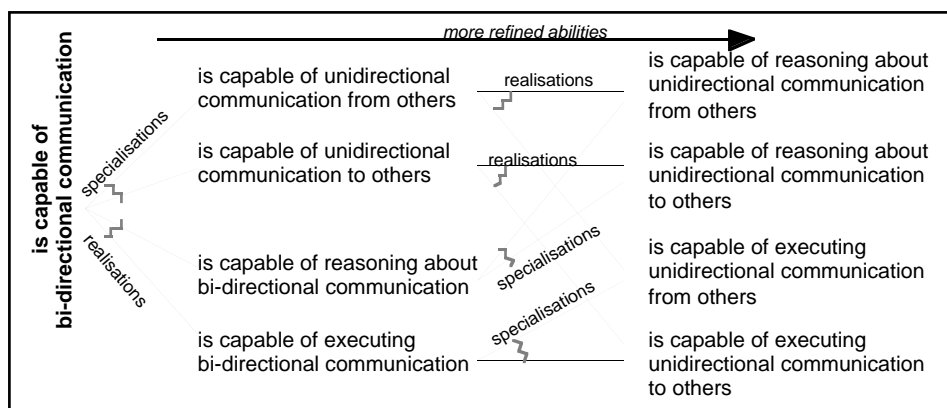 more refined abilities
is capable of
bi-directional communication
specialisations
realisations
is capable of unidirectional
communication from others
is capable of unidirectional
communication to others
is capable of reasoning about
bi-directional communication
is capable of executing
bi-directional communication
realisations
realisations
specialisations
specialisations
is capable of reasoning about
unidirectional communication
from others
is capable of reasoning about
unidirectional communication to
others
is capable of executing
unidirectional communication
from others
is capable of executing
unidirectional communication
to others